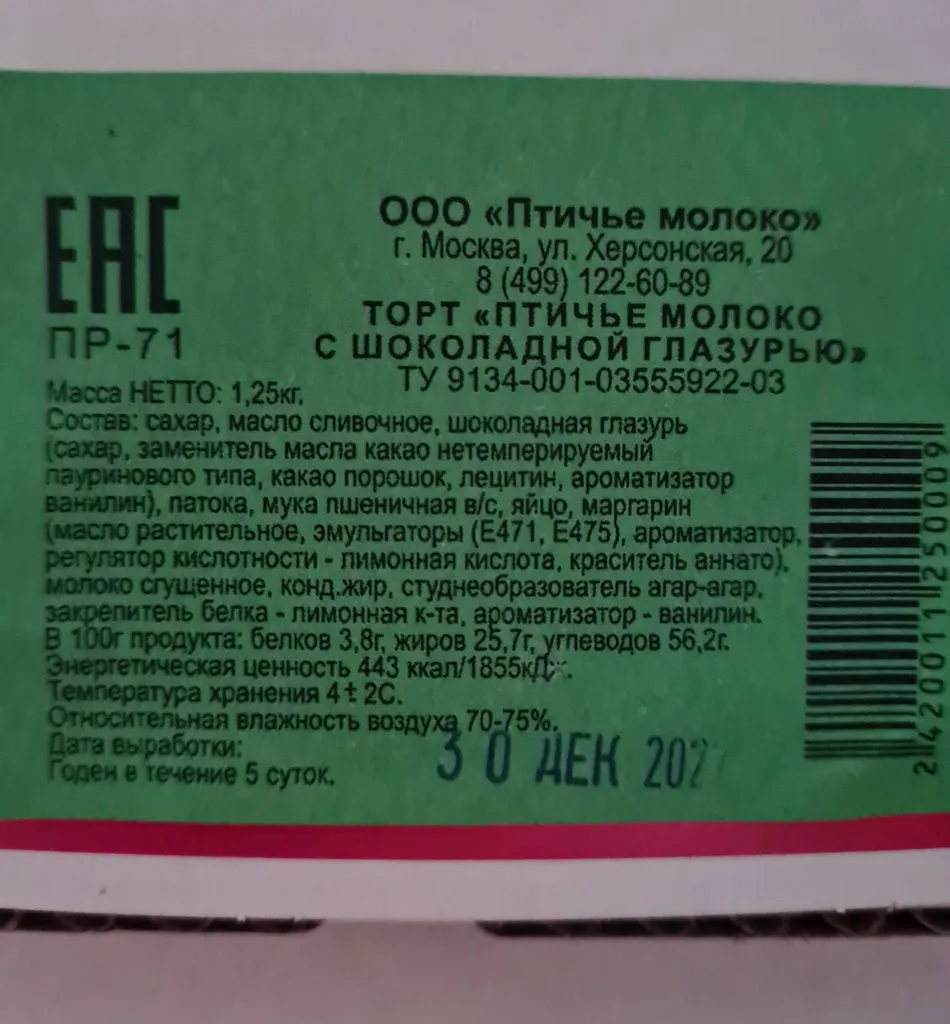 ЕАС
ПР-71
ООО «Птичье молоко»
г. Москва, ул. Херсонская, 20
8 (499) 122-60-89
ТОРТ «ПТИЧЬЕ МОЛОКО
С ШОКОЛАДНОЙ ГЛАЗУРЬЮ»
ТУ 9134-001-03555922-03
Масса НЕТТО: 1,25кг.
Состав: сахар, масло сливочное, шоколадная глазурь
(сахар, заменитель масла какао нетемперируемый
лауринового типа, какао порошок, лецитин, ароматизатор
ванилин), патока, мука пшеничная в/с, яйцо, маргарин
(масло растительное, эмульгаторы (Е471, Е475), ароматизатор,
регулятор кислотности - лимонная кислота, краситель аннато),
молоко сгущенное, конд.жир, студнеобразователь агар-агар,
закрепитель белка - лимонная к-та, ароматизатор - ванилин.
В 100г продукта: белков 3,8г, жиров 25,7г, углеводов 56,2г.
Энергетическая ценность 443 ккал/1855кДж.
Температура хранения 4± 2С.
Относительная влажность воздуха 70-75%.
Дата выработки:
30 ДЕК
Годен в течение 5 суток.
2 420011 250009